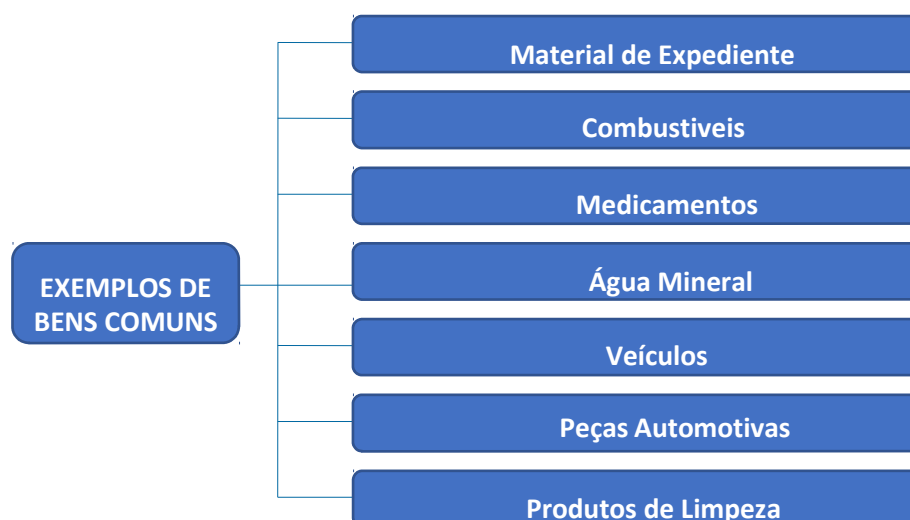 EXEMPLOS DE
BENS COMUNS
Material de Expediente
Combustiveis
Medicamentos
Água Mineral
Veículos
Peças Automotivas
Produtos de Limpeza